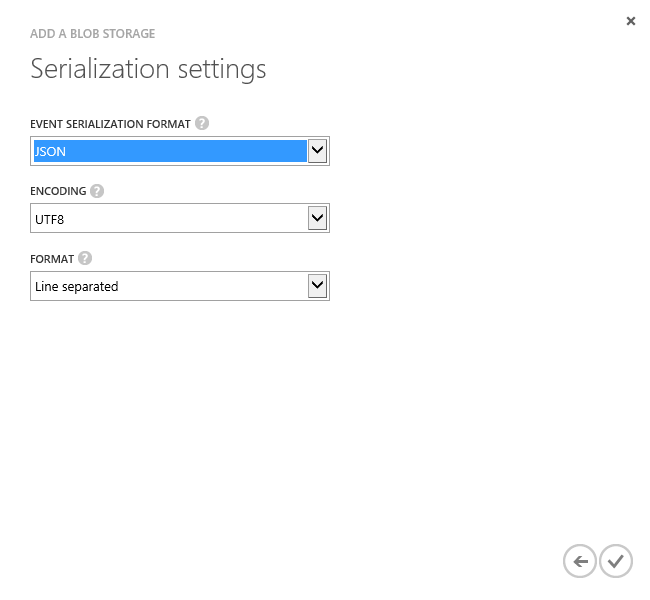 ADD A BLOB STORAGE
Serialization settings
EVENT SERIALIZATION FORMAT ?
JSON
ENCODING ?
UTF8
FORMAT ?
Line separated